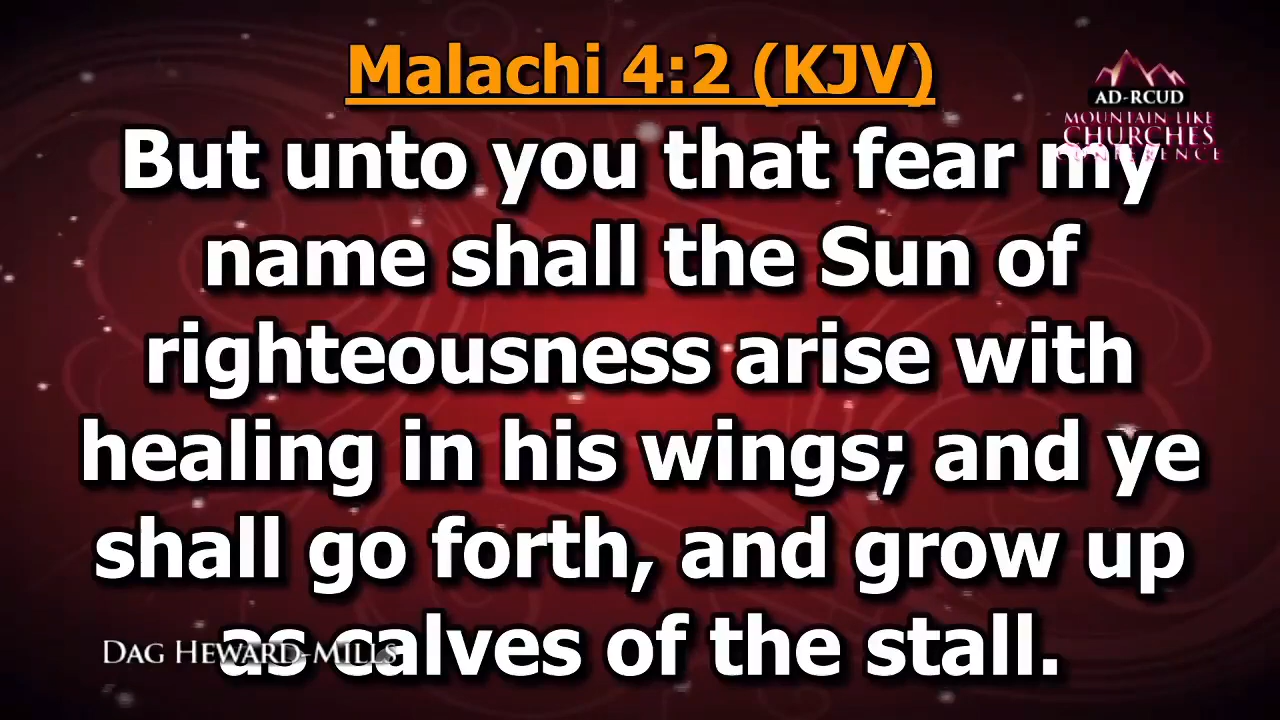 Malachi 4:2 (KJV)
AD-RCUD
MOUNTAIN LIKE
CHURCHES
CONFERENCE
But unto you that fear my
name shall the Sun of
righteousness arise with
healing in his wings; and ye
shall go forth, and grow up
as calves of the stall.
DAG HEWARD-MILLS